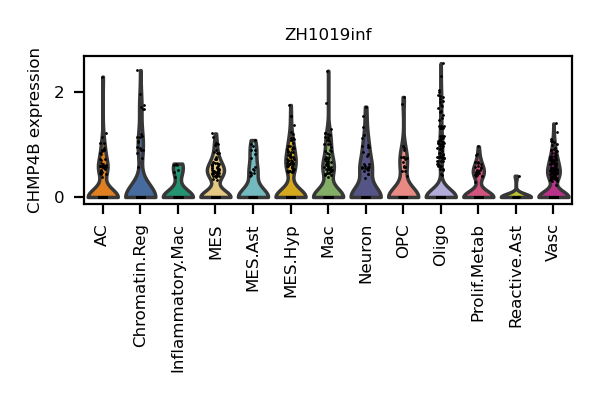 ZH1019inf
CHMP4B expression
2
0
AC
Chromatin.Reg
Inflammatory.Mac
MES
MES.Ast
MES.Hyp
Mac
Neuron
OPC
Oligo
Prolif.Metab
Reactive.Ast
Vasc